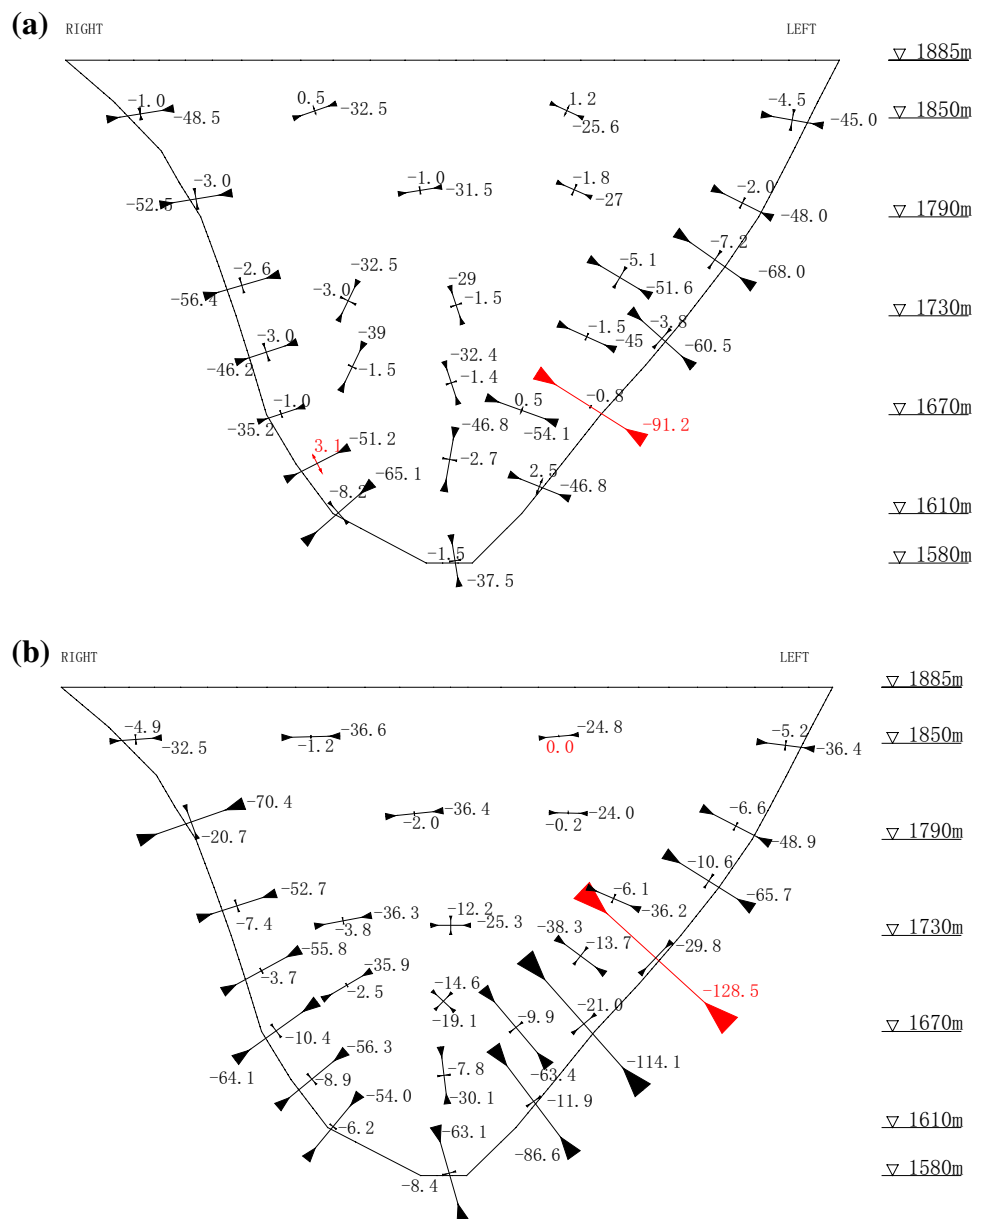 (a) RIGHT LEFT
▽ 1885m
-1.0 0.5 1.2 -4.5 ▽ 1850m
-48.5 -32.5 -25.6 -45.0
-3.0 -1.0 -1.8 -2.0
-52.5 -31.5 -27 -48.0 ▽ 1790m
-7.2
-2.6 -32.5 -29 -5.1 -68.0
-56.4 -3.0 -1.5 -51.6 ▽ 1730m
-3.0 -39 -1.5 -3.8
-46.2 -1.5 -32.4 -45 -60.5
-1.4
-1.0 0.5 -0.8 ▽ 1670m
-35.2 -46.8 -54.1 -91.2
3.1 -51.2
-65.1 -2.7 2.5
-8.2 -46.8 ▽ 1610m
-1.5 ▽ 1580m
-37.5
(b) RIGHT LEFT
▽ 1885m
-4.9 -36.6 -24.8 -5.2 ▽ 1850m
-32.5 -1.2 0.0 -36.4
-70.4 -36.4 -24.0 -6.6
-20.7 -2.0 -0.2 -48.9 ▽ 1790m
-10.6
-52.7 -6.1 -65.7
-7.4 -36.3 -12.2 -36.2
-3.8 -25.3 -38.3 ▽ 1730m
-55.8 -13.7 -29.8
-3.7 -35.9
-2.5 -14.6 -128.5
-10.4 -19.1 -9.9 -21.0 ▽ 1670m
-56.3
-64.1 -8.9 -7.8 -63.4 -114.1
-54.0 -30.1 -11.9
-6.2 -63.1 ▽ 1610m
-86.6
-8.4 ▽ 1580m